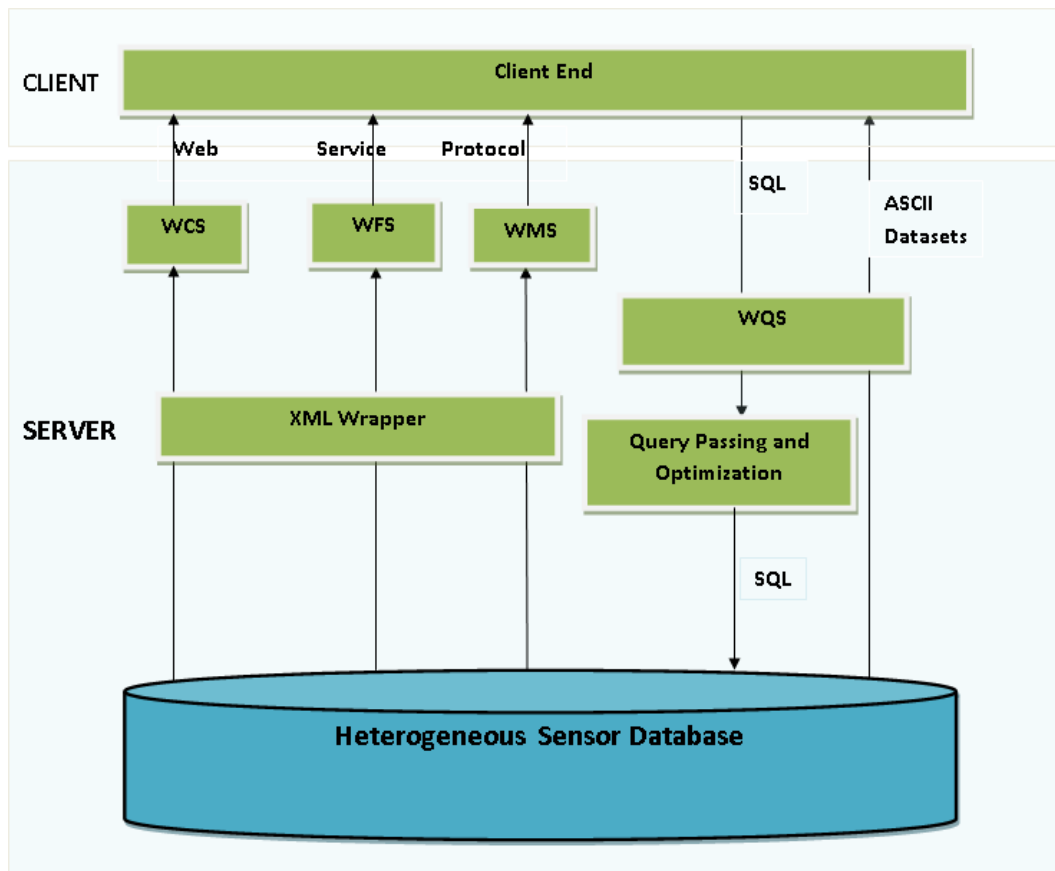 Client End
CLIENT
Web Service Protocol
SQL
ASCII
Datasets
WCS
WFS
WMS
WQS
XML Wrapper
SERVER
Query Passing and
Optimization
SQL
Heterogeneous Sensor Database